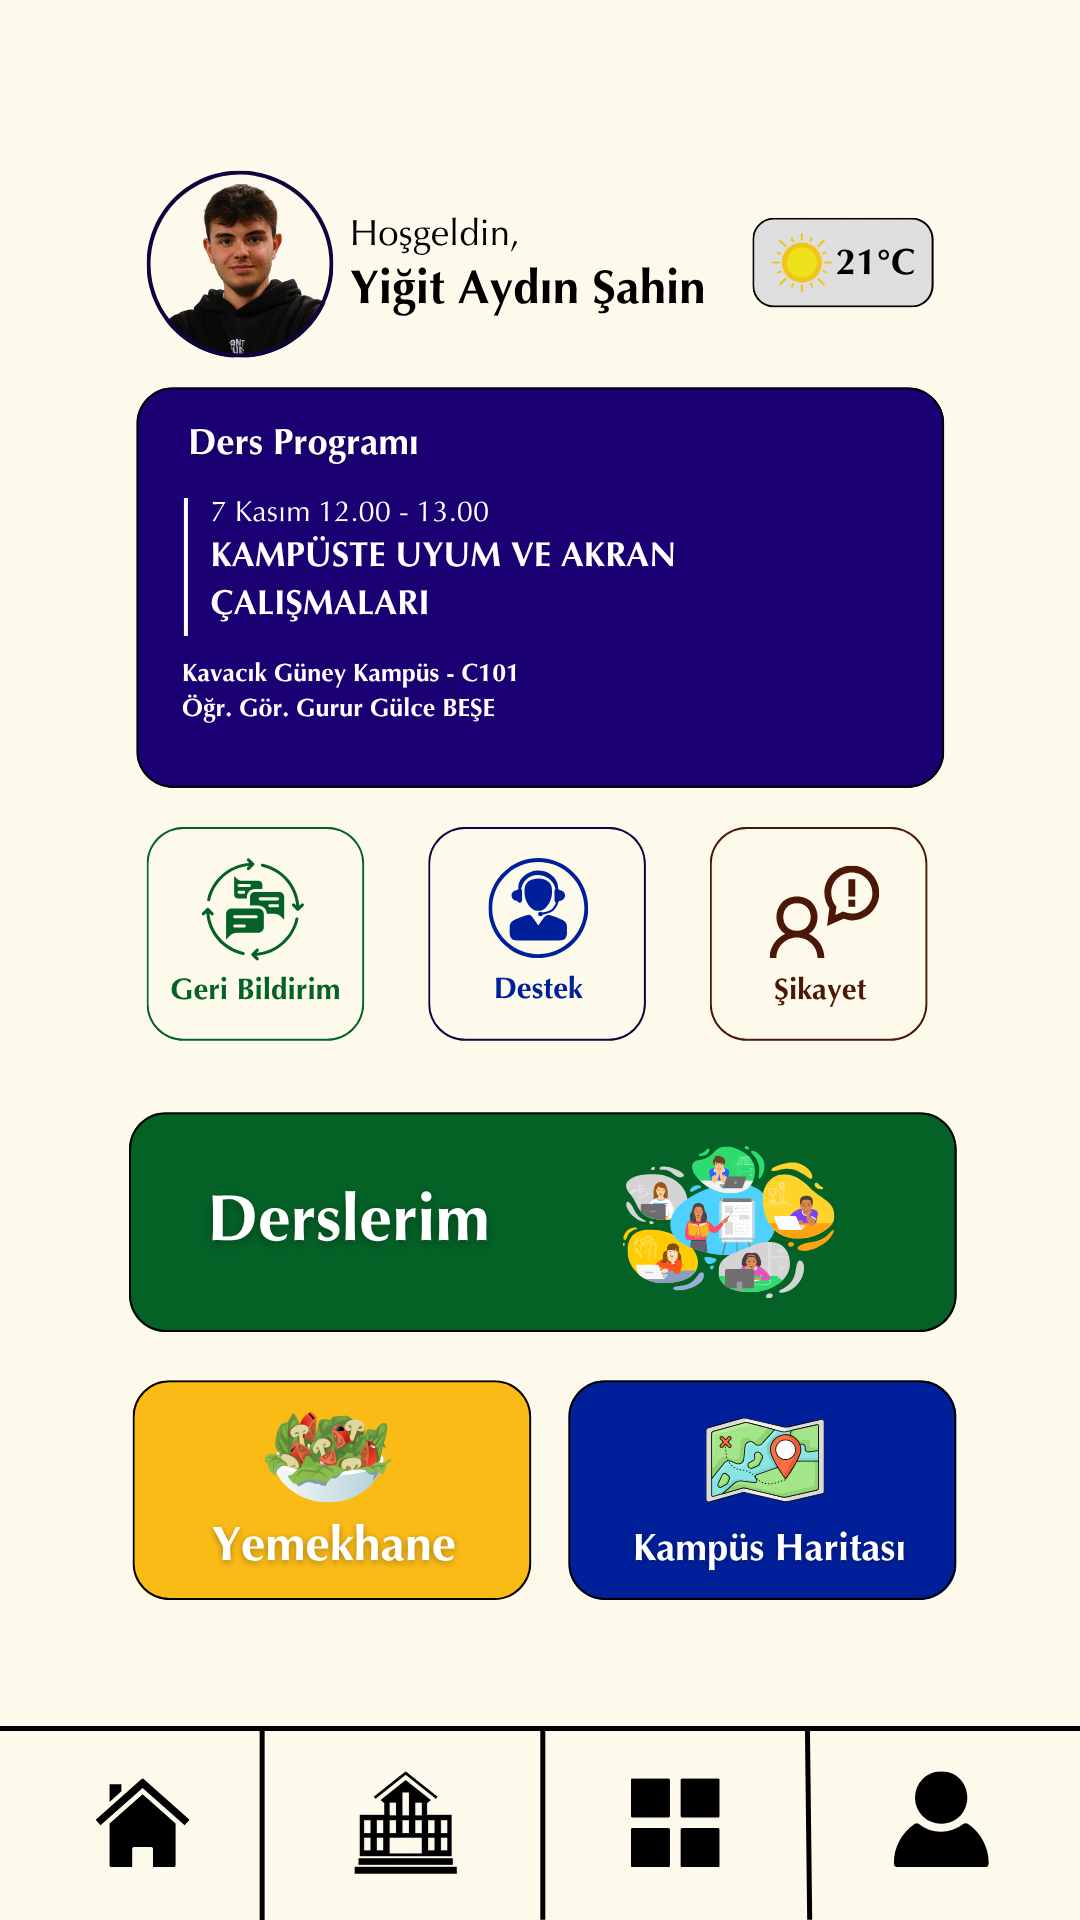 Hoşgeldin,
Yiğit Aydın Şahin
21°C
Ders Programı
7 Kasım 12.00 - 13.00
KAMPÜSTE UYUM VE AKRAN
ÇALIŞMALARI
Kavacık Güney Kampüs - C101
Öğr. Gör. Gurur Gülce BEŞE
Geri Bildirim
Destek
Şikayet
Derslerim
Yemekhane
Kampüs Haritası